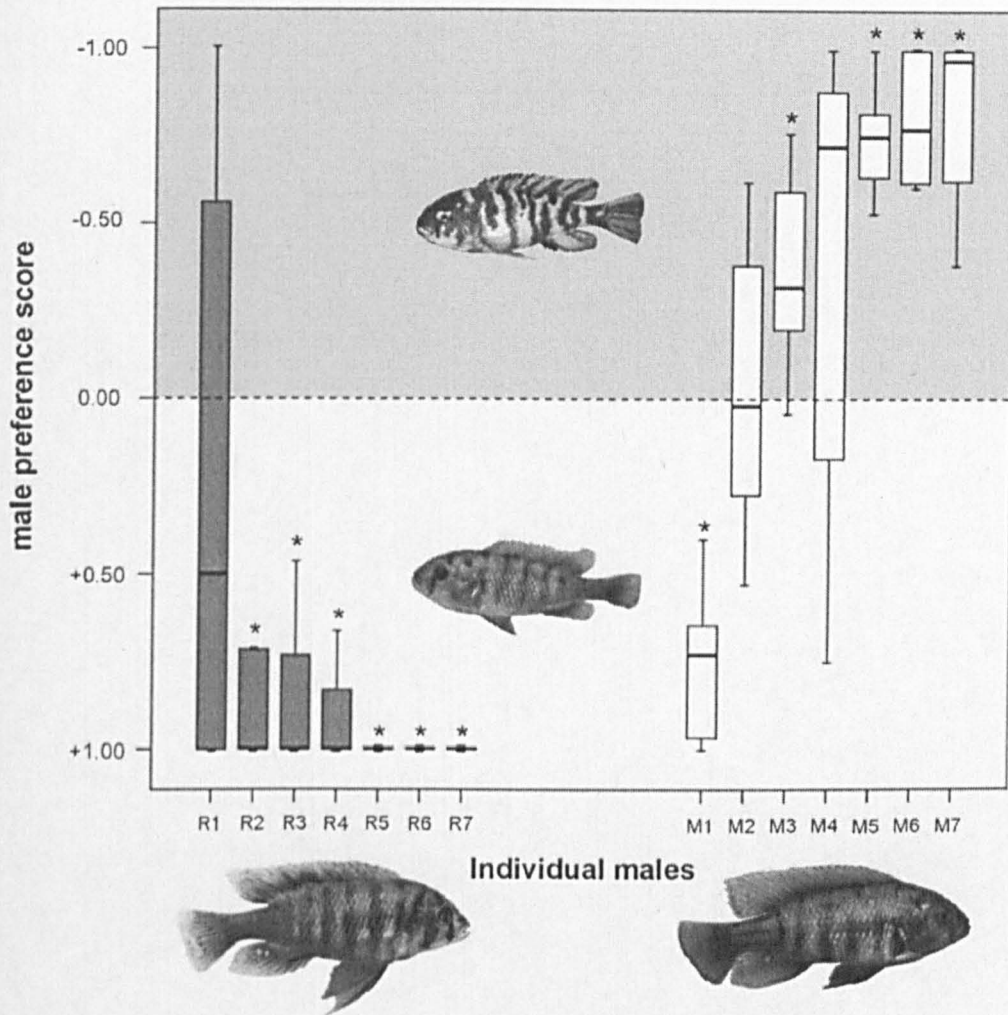 male preference score
-1.00
-0.50
0.00
+0.50
+1.00
* * * * * * * * * * *
R1 R2 R3 R4 R5 R6 R7 M1 M2 M3 M4 M5 M6 M7
Individual males